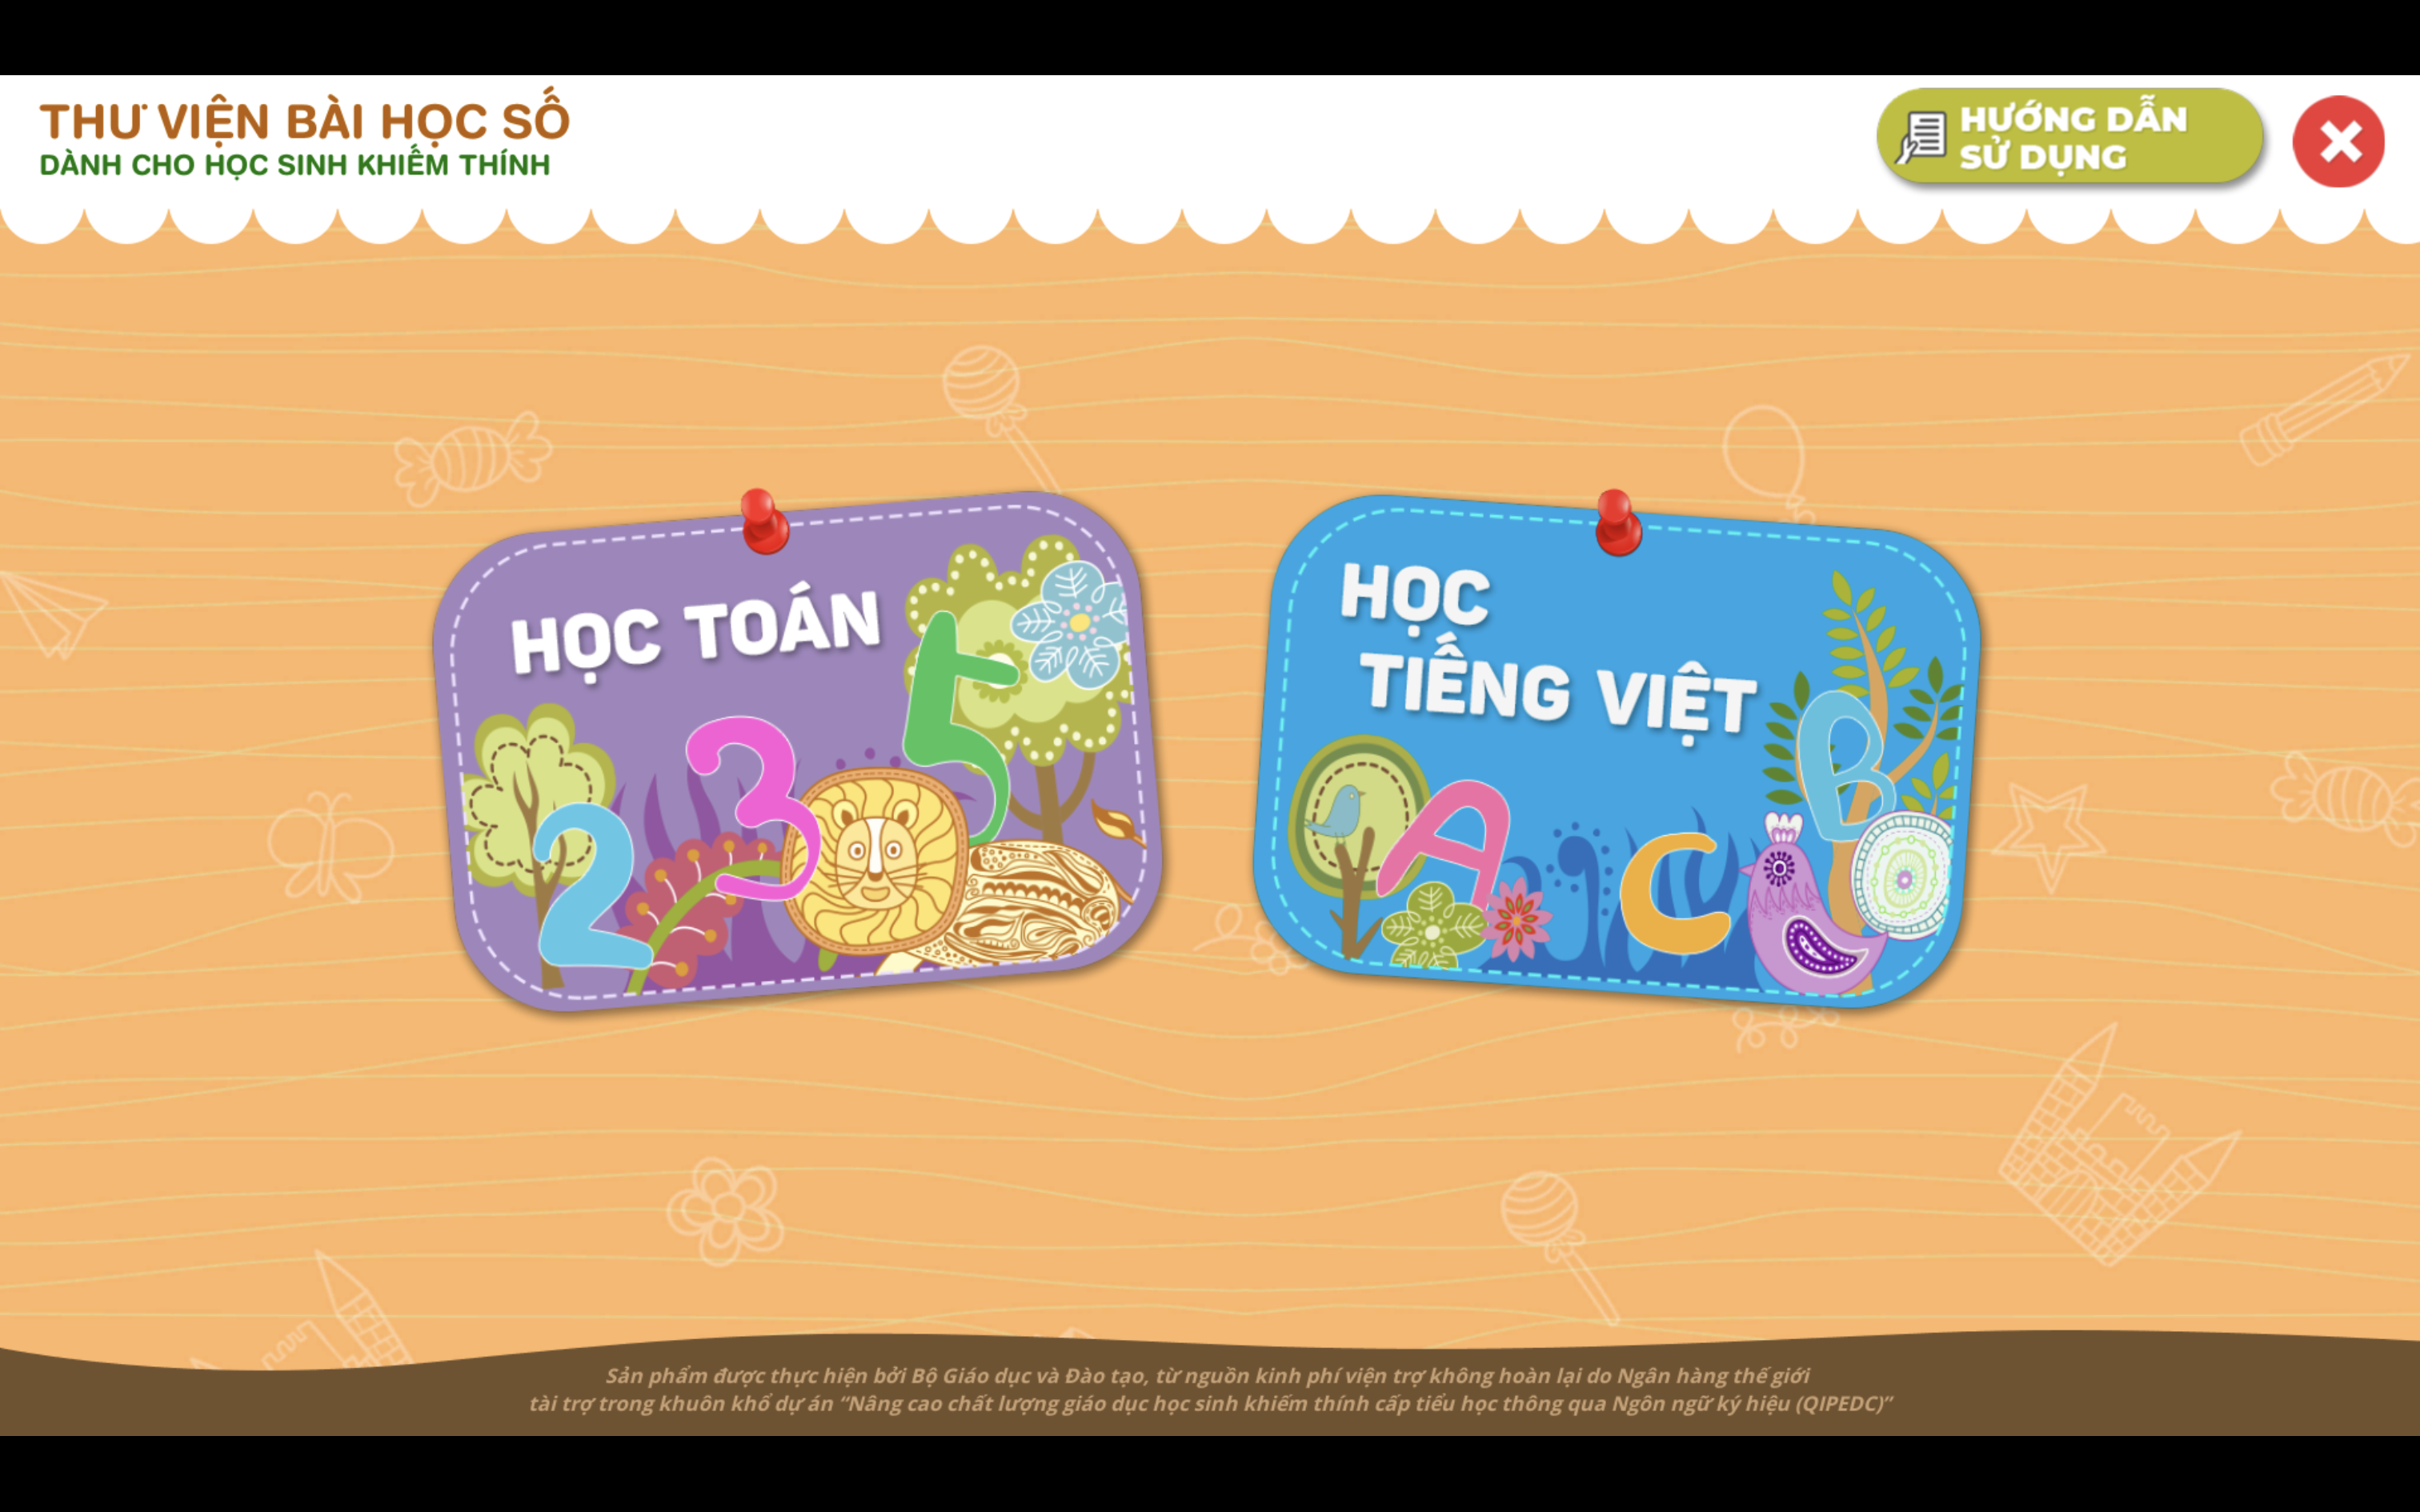 THƯ VIỆN BÀI HỌC SỐ
DÀNH CHO HỌC SINH KHIẾM THÍNH
HƯỚNG DẪN
SỬ DỤNG
HỌC TOÁN
2 3 5
HỌC
TIẾNG VIỆT
A C B
Sản phẩm được thực hiện bởi Bộ Giáo dục và Đào tạo, từ nguồn kinh phí viện trợ không hoàn lại do Ngân hàng thế giới
tài trợ trong khuôn khổ dự án “Nâng cao chất lượng giáo dục học sinh khiếm thính cấp tiểu học thông qua Ngôn ngữ ký hiệu (QIPEDC)”